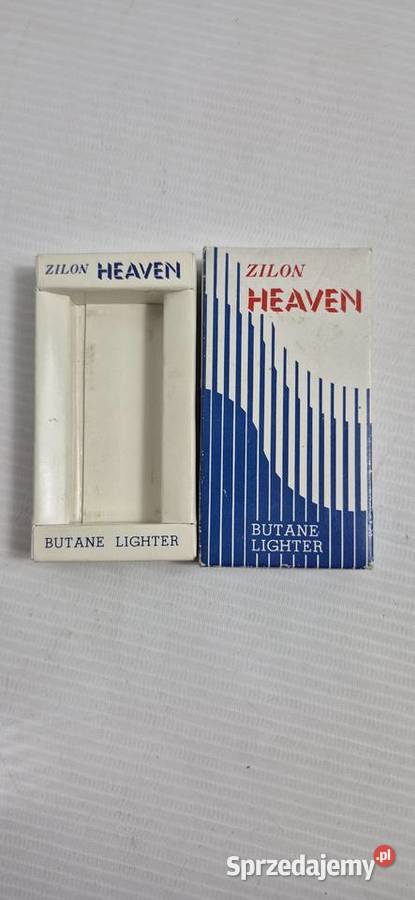 ZILON HEAVEN
BUTANE LIGHTER
ZILON
HEAVEN
BUTANE
LIGHTER
Sprzedajemy.pl